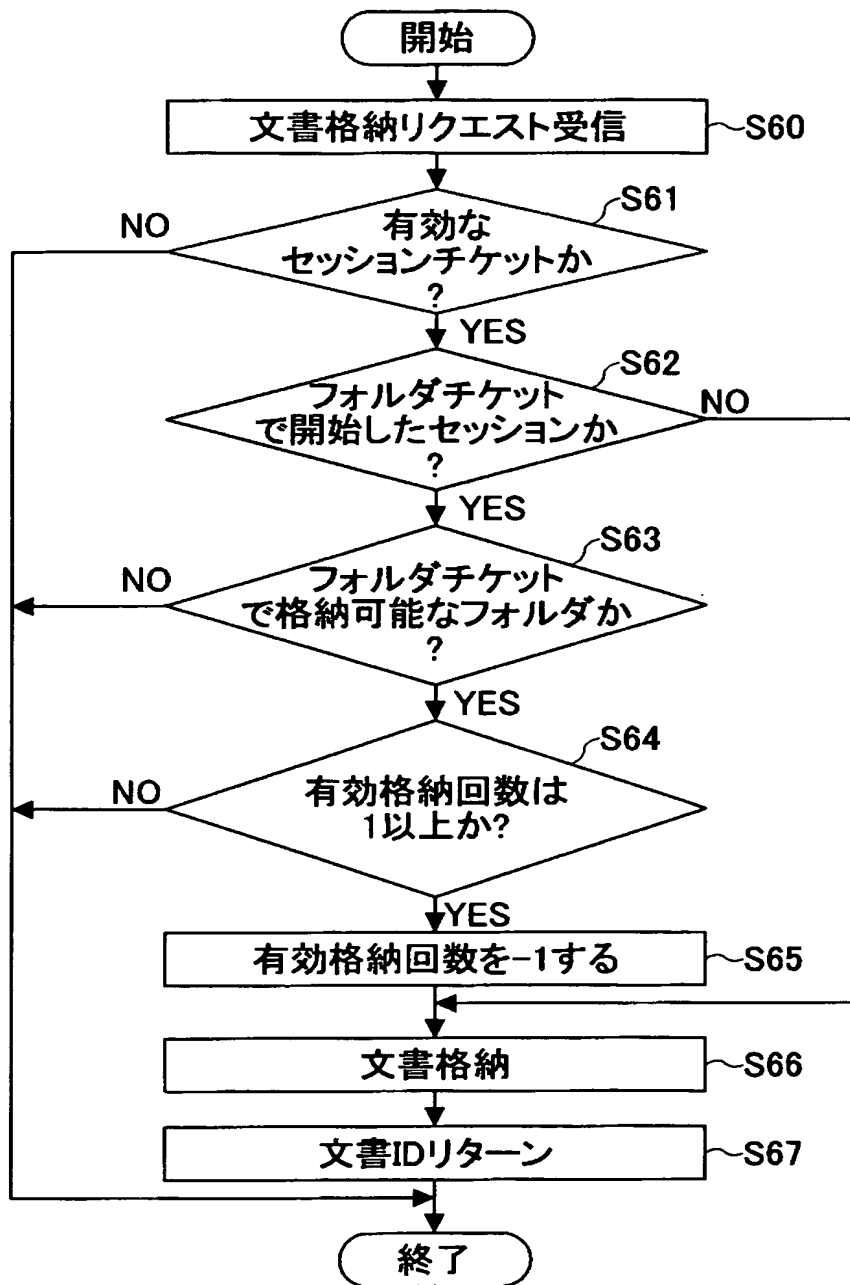 開始
文書格納リクエスト受信
S60
S61
NO
有効な
セッションチケットか
?
YES
S62
フォルダチケット
NO
で開始したセッションか
?
YES
S63
NO
フォルダチケット
で格納可能なフォルダか
?
YES
S64
NO
有効格納回数は
1以上か?
YES
有効格納回数を-1する
S65
文書格納
S66
文書IDリターン
S67
終了